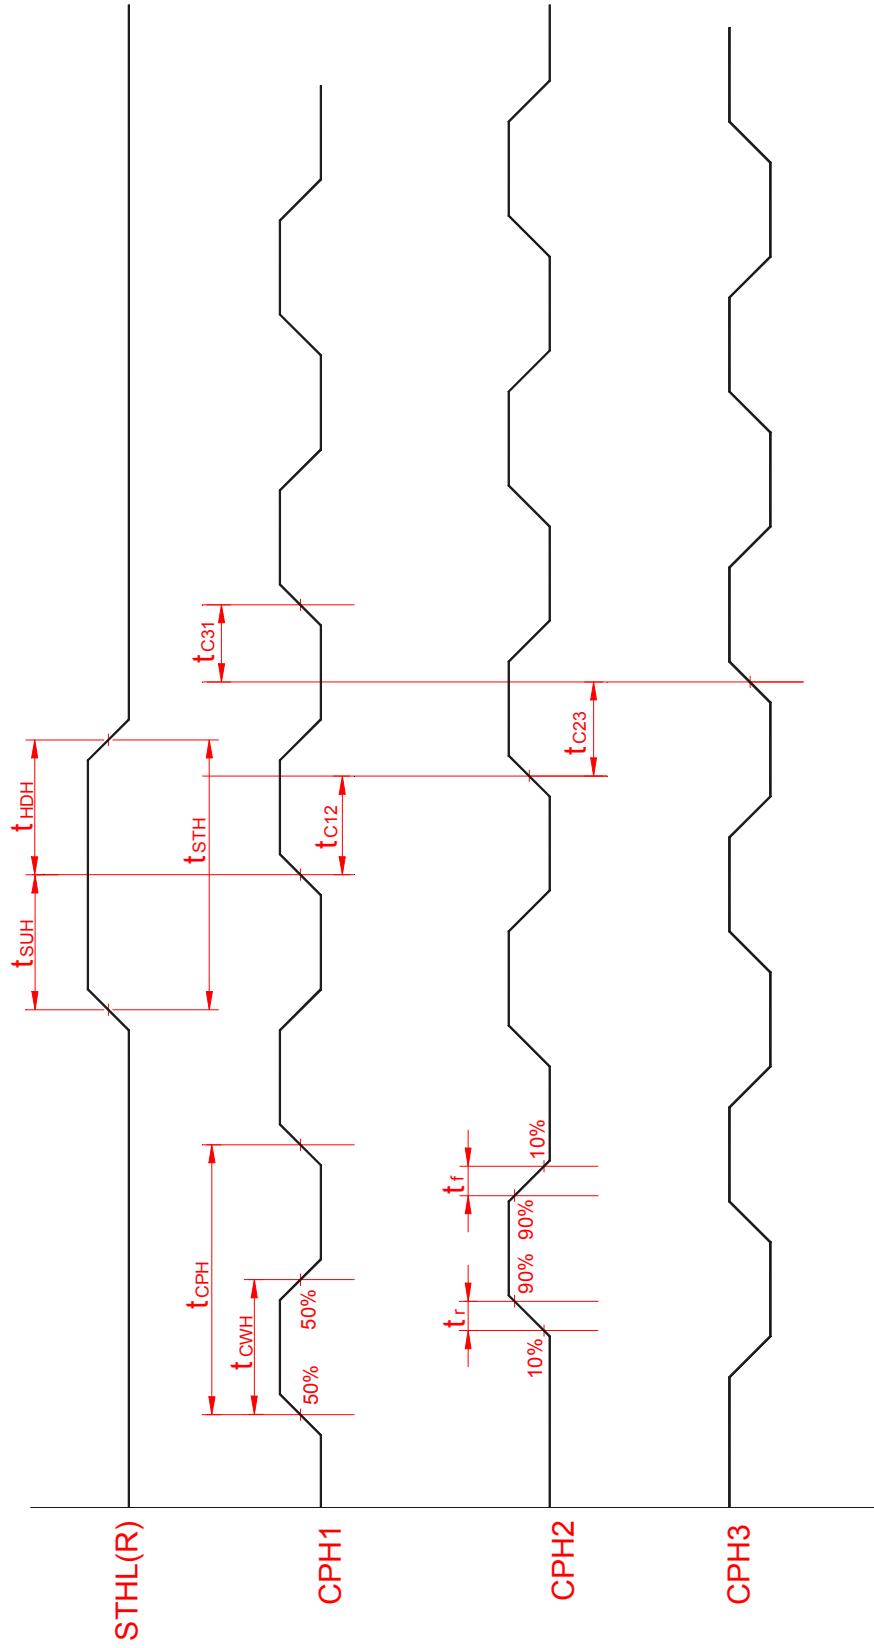 STHL(R)
tSUH
tHDH
tSTH
CPH1
tCPH
tCWH
50%
50%
tC12
tC31
CPH2
tr
tf
10%
90%
90%
10%
tC23
CPH3